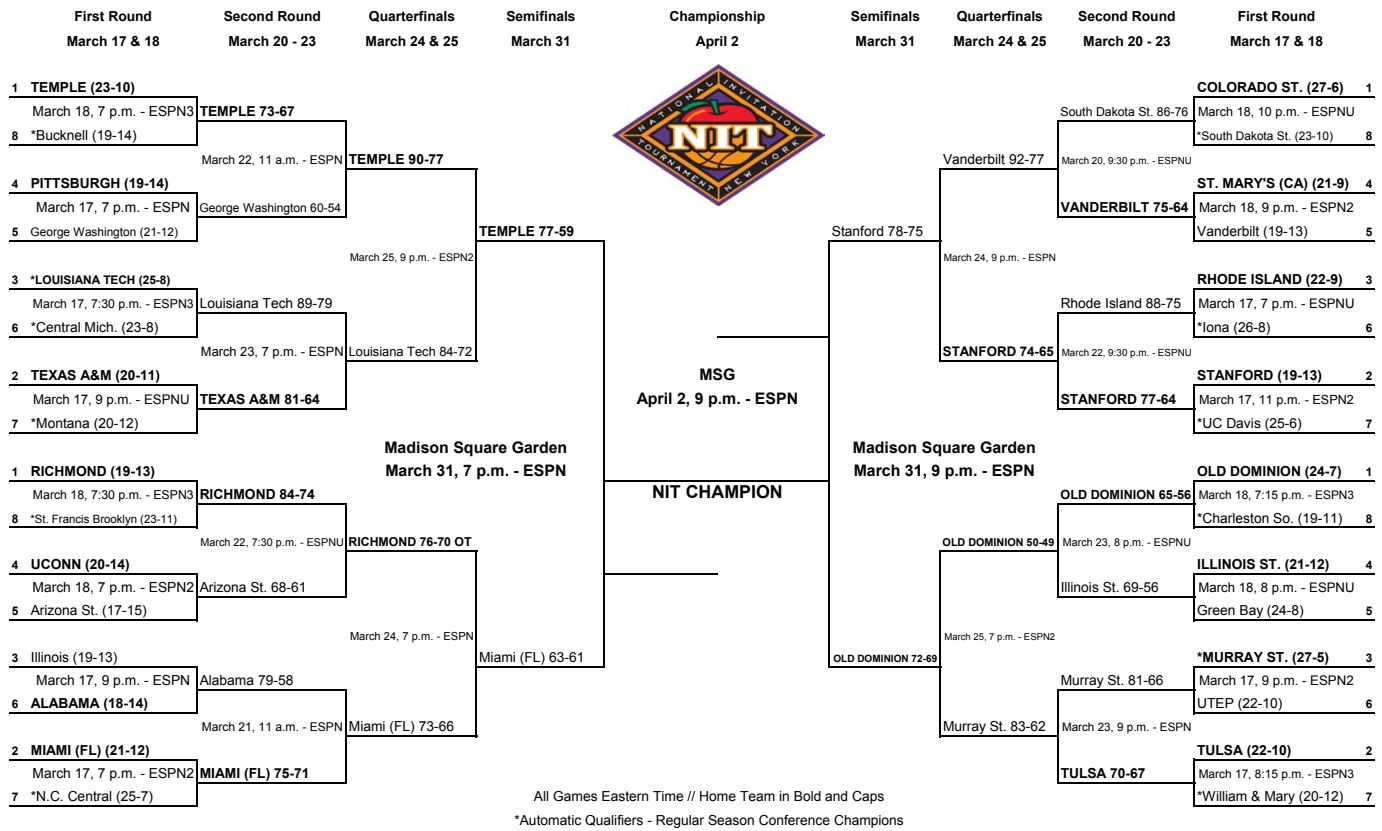 First Round Second Round Quarterfinals Semifinals Championship Semifinals Quarterfinals Second Round First Round
March 17 & 18 March 20 - 23 March 24 & 25 March 31 April 2 March 31 March 24 & 25 March 20 - 23 March 17 & 18
1 TEMPLE (23-10)
March 18, 7 p.m. - ESPN3
8 *Bucknell (19-14)
4 PITTSBURGH (19-14)
March 17, 7 p.m. - ESPN
5 George Washington (21-12)
3 *LOUISIANA TECH (25-8)
March 17, 7:30 p.m. - ESPN3
6 *Central Mich. (23-8)
2 TEXAS A&M (20-11)
March 17, 9 p.m. - ESPNU
7 *Montana (20-12)
1 RICHMOND (19-13)
March 18, 7:30 p.m. - ESPN3
8 *St. Francis Brooklyn (23-11)
4 UCONN (20-14)
March 18, 7 p.m. - ESPN2
5 Arizona St. (17-15)
3 Illinois (19-13)
March 17, 9 p.m. - ESPN
6 ALABAMA (18-14)
2 MIAMI (FL) (21-12)
March 17, 7 p.m. - ESPN2
7 *N.C. Central (25-7)
TEMPLE 73-67
March 22, 11 a.m. - ESPN
George Washington 60-54
Louisiana Tech 89-79
March 23, 7 p.m. - ESPN
TEXAS A&M 81-64
RICHMOND 84-74
March 22, 7:30 p.m. - ESPNU
Arizona St. 68-61
Alabama 79-58
March 21, 11 a.m. - ESPN
MIAMI (FL) 75-71
TEMPLE 90-77
March 25, 9 p.m. - ESPN2
Louisiana Tech 84-72
RICHMOND 76-70 OT
March 24, 7 p.m. - ESPN
Miami (FL) 73-66
TEMPLE 77-59
Madison Square Garden
March 31, 7 p.m. - ESPN
Miami (FL) 63-61
NATIONAL INVITATION
NIT
TOURNAMENT NEW YORK
MSG
April 2, 9 p.m. - ESPN
NIT CHAMPION
Stanford 78-75
Madison Square Garden
March 31, 9 p.m. - ESPN
OLD DOMINION 72-69
Vanderbilt 92-77
March 24, 9 p.m. - ESPN
STANFORD 74-65
OLD DOMINION 50-49
March 25, 7 p.m. - ESPN2
Murray St. 83-62
South Dakota St. 86-76
March 20, 9:30 p.m. - ESPNU
VANDERBILT 75-64
Rhode Island 88-75
March 22, 9:30 p.m. - ESPNU
STANFORD 77-64
OLD DOMINION 65-56
March 23, 8 p.m. - ESPNU
Illinois St. 69-56
Murray St. 81-66
March 23, 9 p.m. - ESPN
TULSA 70-67
COLORADO ST. (27-6) 1
March 18, 10 p.m. - ESPNU
*South Dakota St. (23-10) 8
ST. MARY'S (CA) (21-9) 4
March 18, 9 p.m. - ESPN2
Vanderbilt (19-13) 5
RHODE ISLAND (22-9) 3
March 17, 7 p.m. - ESPNU
*Iona (26-8) 6
STANFORD (19-13) 2
March 17, 11 p.m. - ESPN2
*UC Davis (25-6) 7
OLD DOMINION (24-7) 1
March 18, 7:15 p.m. - ESPN3
*Charleston So. (19-11) 8
ILLINOIS ST. (21-12) 4
March 18, 8 p.m. - ESPNU
Green Bay (24-8) 5
*MURRAY ST. (27-5) 3
March 17, 9 p.m. - ESPN2
UTEP (22-10) 6
TULSA (22-10) 2
March 17, 8:15 p.m. - ESPN3
*William & Mary (20-12) 7
All Games Eastern Time // Home Team in Bold and Caps
*Automatic Qualifiers - Regular Season Conference Champions